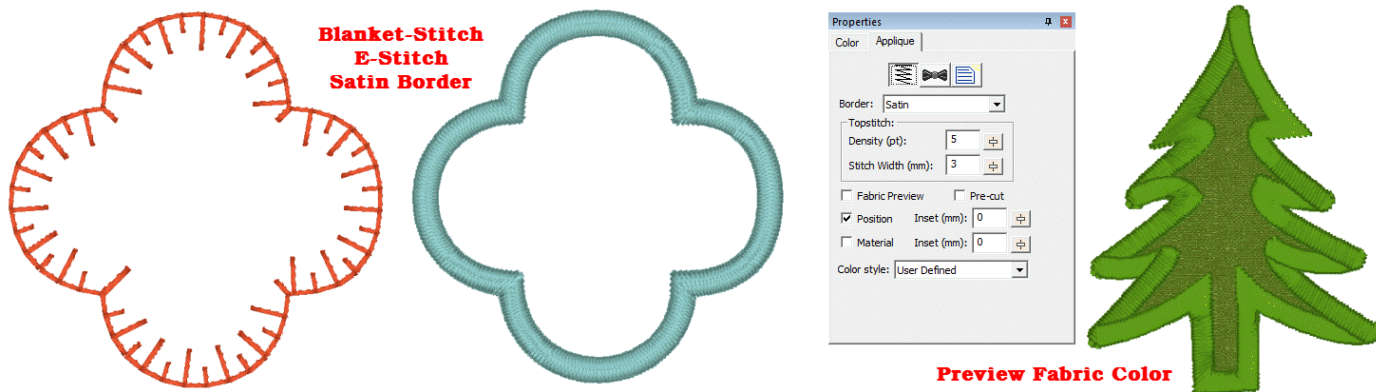 Blanket-Stitch
E-Stitch
Satin Border
Properties
Color Applique
Border: Satin
Topstitch:
Density (pt): 5
Stitch Width (mm): 3
Fabric Preview Pre-cut
Position Inset (mm): 0
Material Inset (mm): 0
Color style: User Defined
Preview Fabric Color